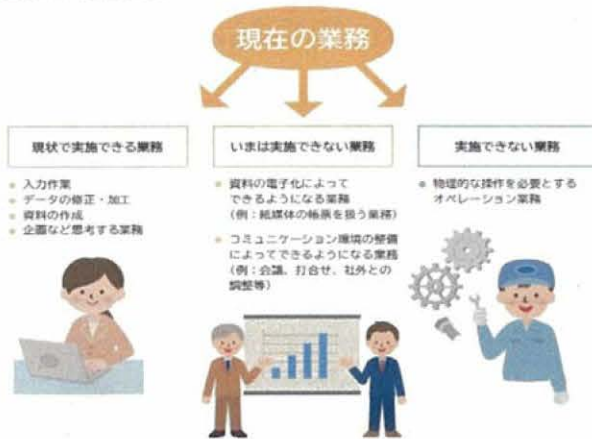 現在の業務
現状で実施できる業務
入力作業
データの修正・加工
資料の作成
企画など思考する業務
いまは実施できない業務
資料の電子化によって
できるようになる業務
(例:紙媒体の帳票を扱う業務)
コミュニケーション環境の整備
によってできるようになる業務
(例:会議、打合せ、社外との
調整等)
実施できない業務
物理的な操作を必要とする
オペレーション業務